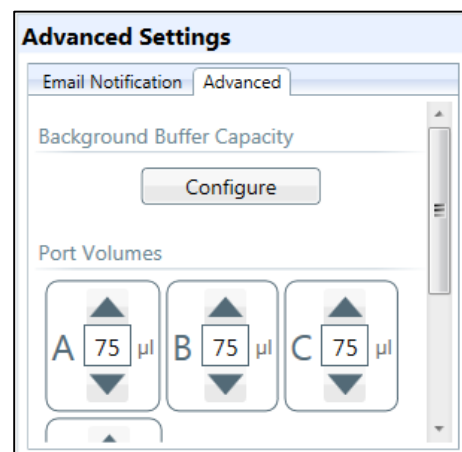 Advanced Settings
Email Notification Advanced
Background Buffer Capacity
Configure
Port Volumes
A 75 µl B 75 µl C 75 µl